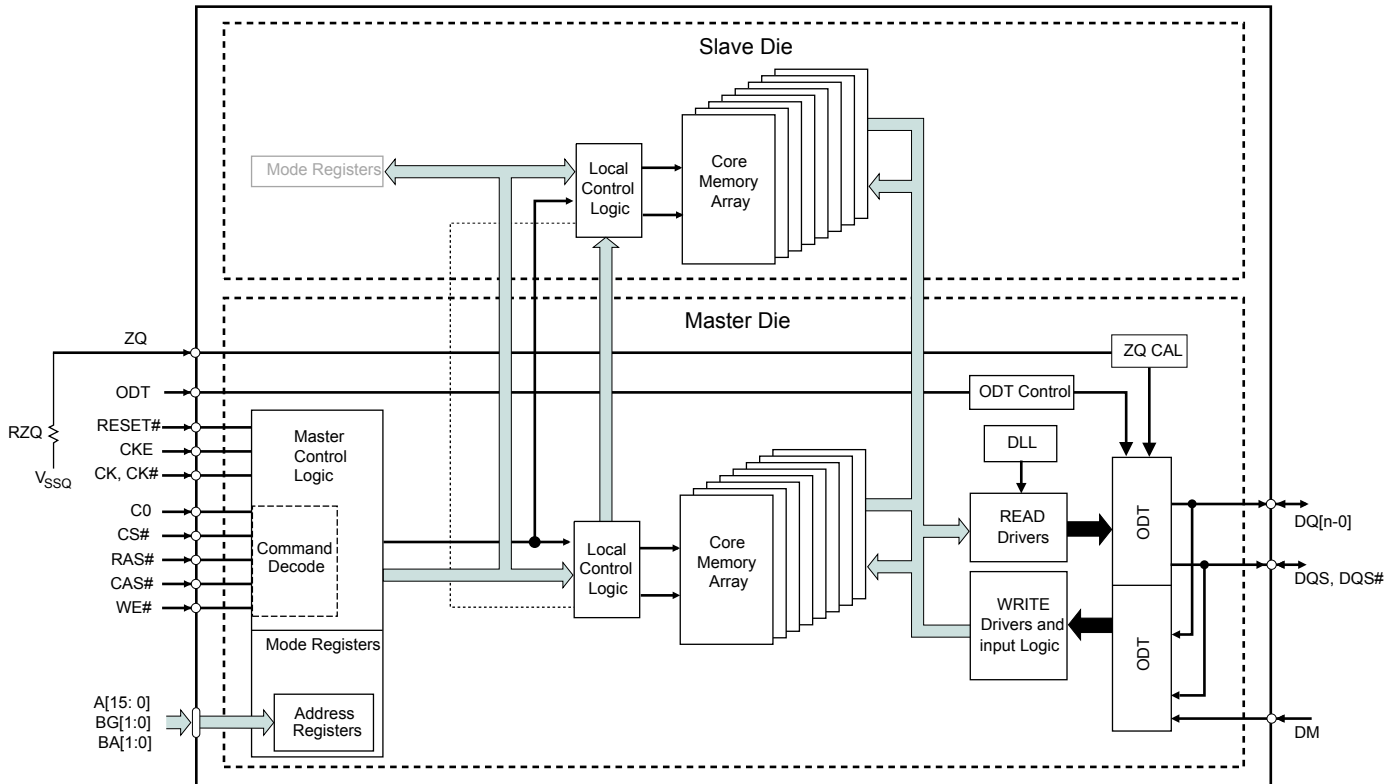 Slave Die
Mode Registers
Local
Control
Logic
Core
Memory
Array
Master Die
ZQ
ZQ CAL
ODT
ODT Control
RZQ
VSSQ
RESET#
CKE
CK, CK#
C0
CS#
RAS#
CAS#
WE#
Master
Control
Logic
Command
Decode
Mode Registers
Address
Registers
A[15: 0]
BG[1:0]
BA[1:0]
Local
Control
Logic
Core
Memory
Array
DLL
READ
Drivers
WRITE
Drivers and
input Logic
ODT
ODT
DQ[n-0]
DQS, DQS#
DM